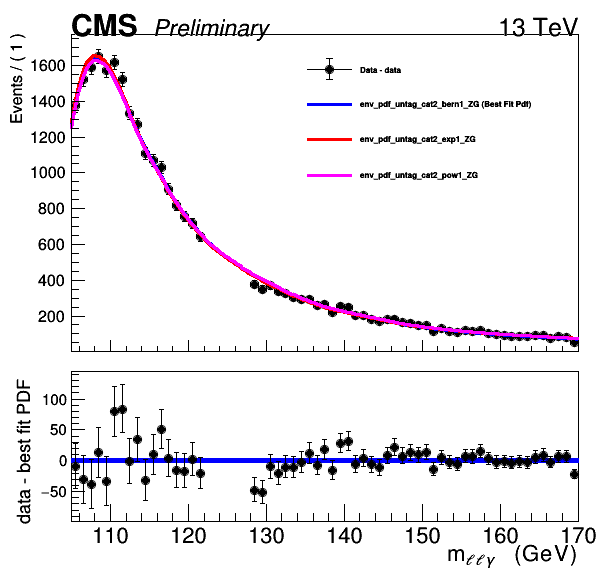 CMS Preliminary 13 TeV
Events / ( 1 )
1600
1400
1200
1000
800
600
400
200
Data - data
env_pdf_untag_cat2_bern1_ZG (Best Fit Pdf)
env_pdf_untag_cat2_exp1_ZG
env_pdf_untag_cat2_pow1_ZG
data - best fit PDF
100
50
0
−50
110 120 130 140 150 160 170
m_ℓℓγ (GeV)